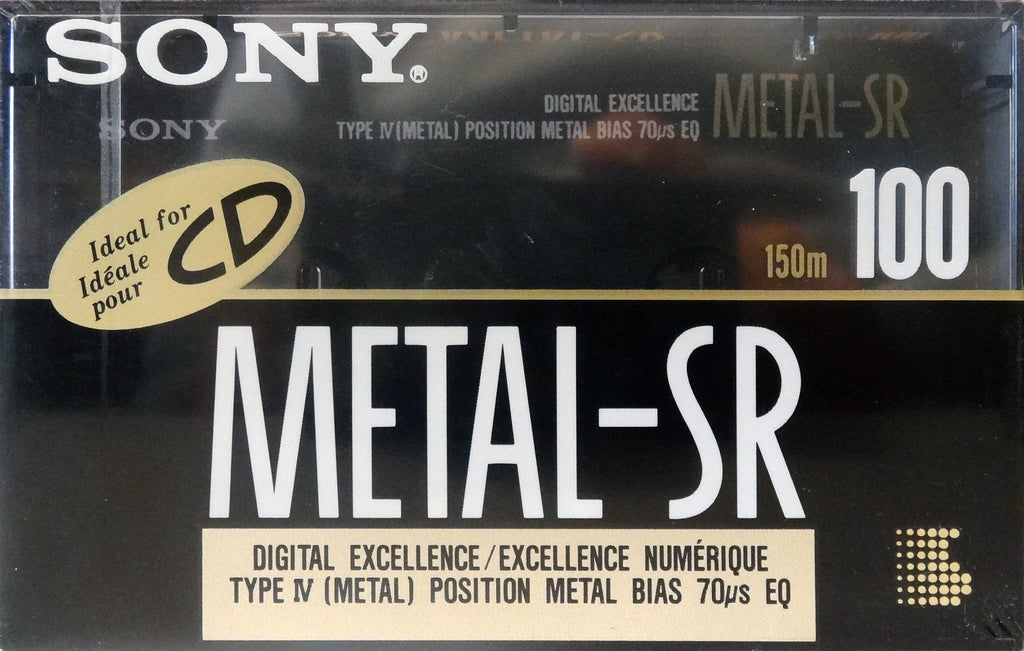 SONY®
DIGITAL EXCELLENCE
METAL-SR
SONY
TYPE IV (METAL) POSITION METAL BIAS 70µs EQ
100
150m
Ideal for
Idéale
pour
CD
METAL-SR
DIGITAL EXCELLENCE/EXCELLENCE NUMÉRIQUE
TYPE IV (METAL) POSITION METAL BIAS 70µs EQ